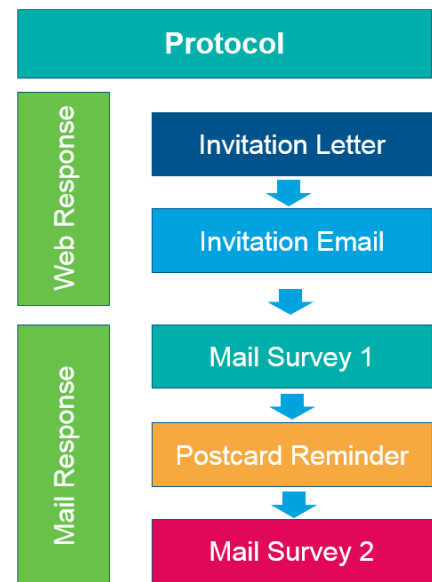 Protocol
Web Response
Invitation Letter
Invitation Email
Mail Response
Mail Survey 1
Postcard Reminder
Mail Survey 2